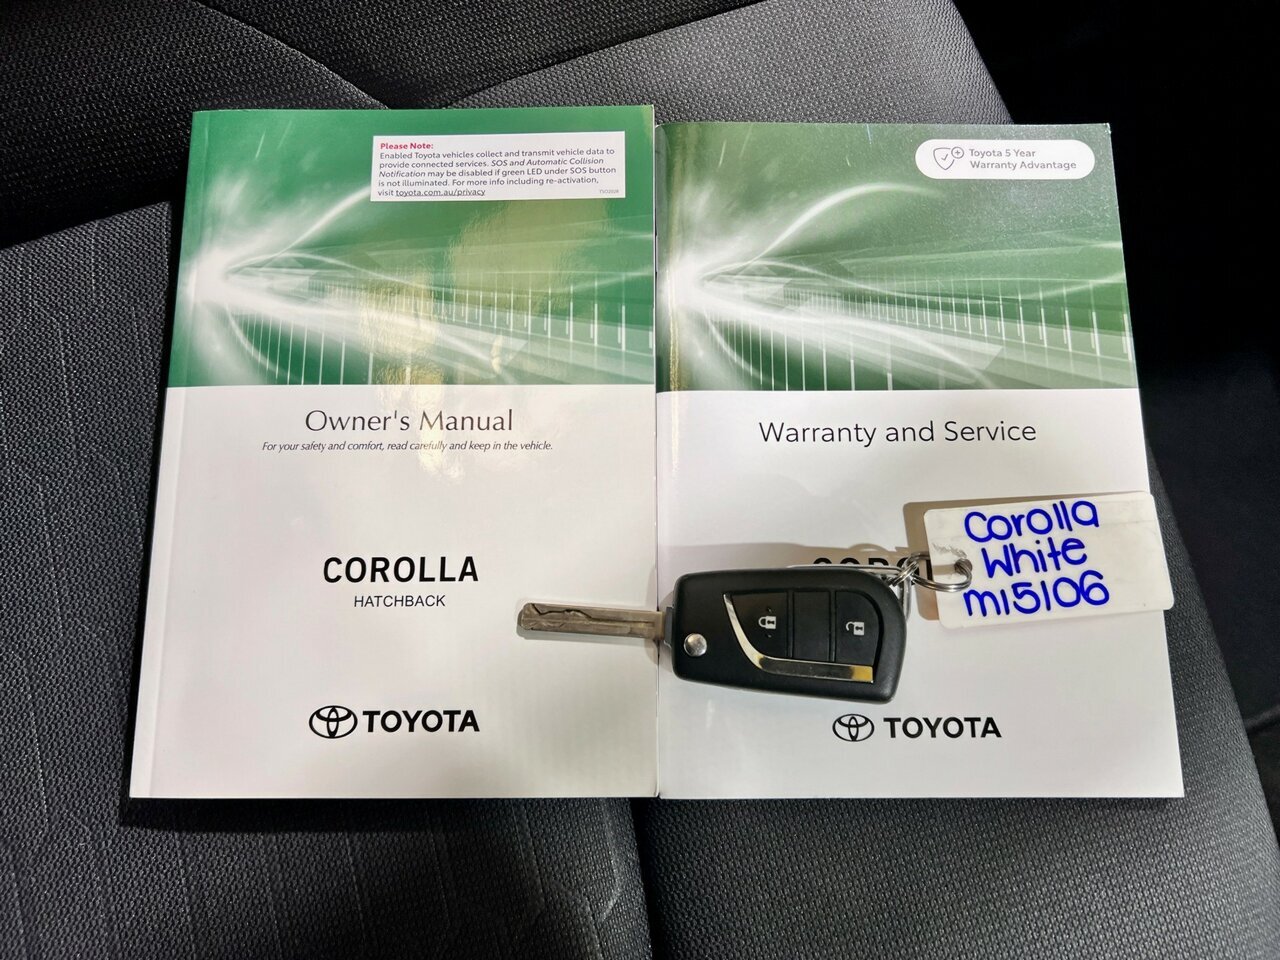 Please Note:
Enabled Toyota vehicles collect and transmit vehicle data to
provide connected services. SOS and Automatic Collision
Notification may be disabled if green LED under SOS button
is not illuminated. For more info including re-activation,
visit toyota.com.au/privacy
Owner's Manual
For your safety and comfort, read carefully and keep in the vehicle.
COROLLA
HATCHBACK
TOYOTA
Toyota 5 Year
Warranty Advantage
Warranty and Service
TOYOTA
Corolla
White
m15106